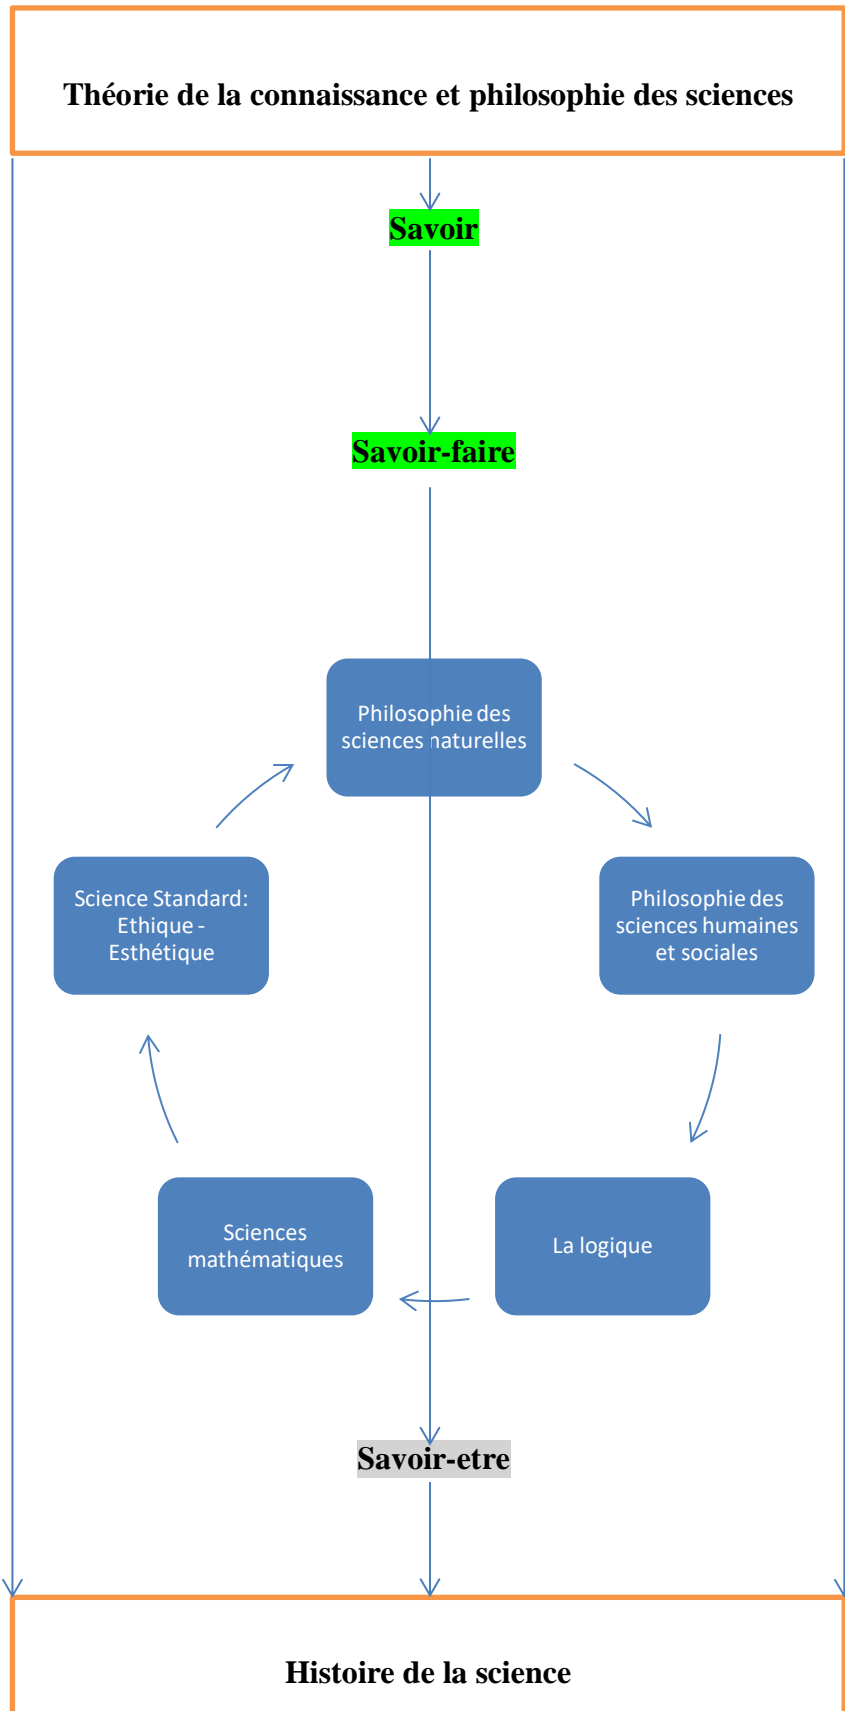 Théorie de la connaissance et philosophie des sciences
Savoir
Savoir-faire
Philosophie des
sciences naturelles
Science Standard:
Ethique -
Esthétique
Philosophie des
sciences humaines
et sociales
Sciences
mathématiques
La logique
Savoir-etre
Histoire de la science